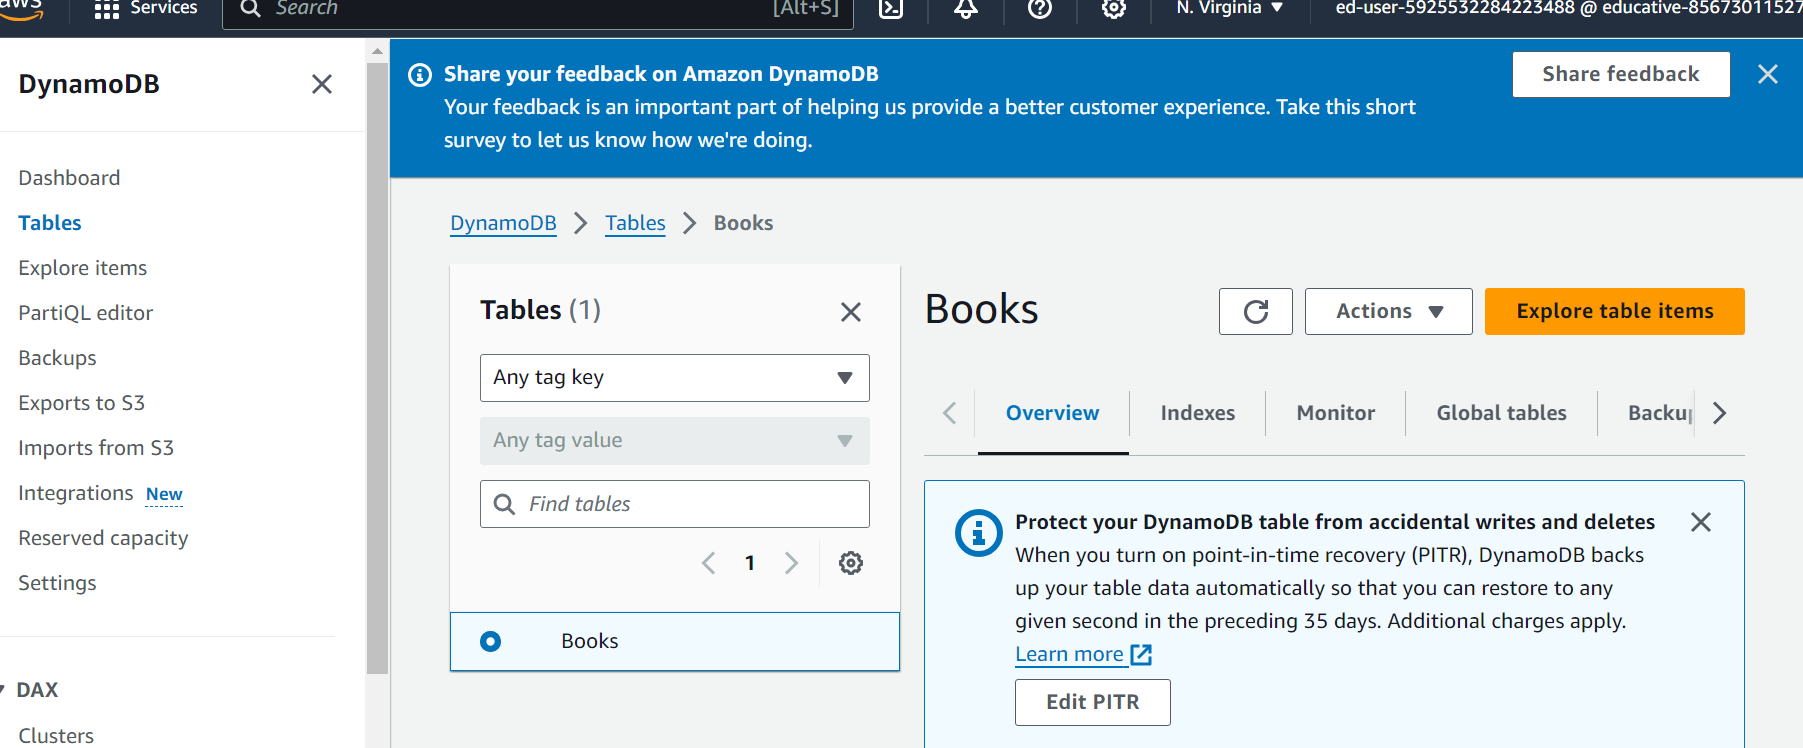 aws
Services
Search
[Alt+S]
N. Virginia
ed-user-5925532284223488 @ educative-85673011527
DynamoDB
Dashboard
Tables
Explore items
PartiQL editor
Backups
Exports to S3
Imports from S3
Integrations New
Reserved capacity
Settings
DAX
Clusters
Share your feedback on Amazon DynamoDB
Your feedback is an important part of helping us provide a better customer experience. Take this short
survey to let us know how we're doing.
Share feedback
DynamoDB
Tables
Books
Tables (1)
Any tag key
Any tag value
Find tables
1
Books
Books
Actions
Explore table items
Overview
Indexes
Monitor
Global tables
Backup
Protect your DynamoDB table from accidental writes and deletes
When you turn on point-in-time recovery (PITR), DynamoDB backs
up your table data automatically so that you can restore to any
given second in the preceding 35 days. Additional charges apply.
Learn more
Edit PITR